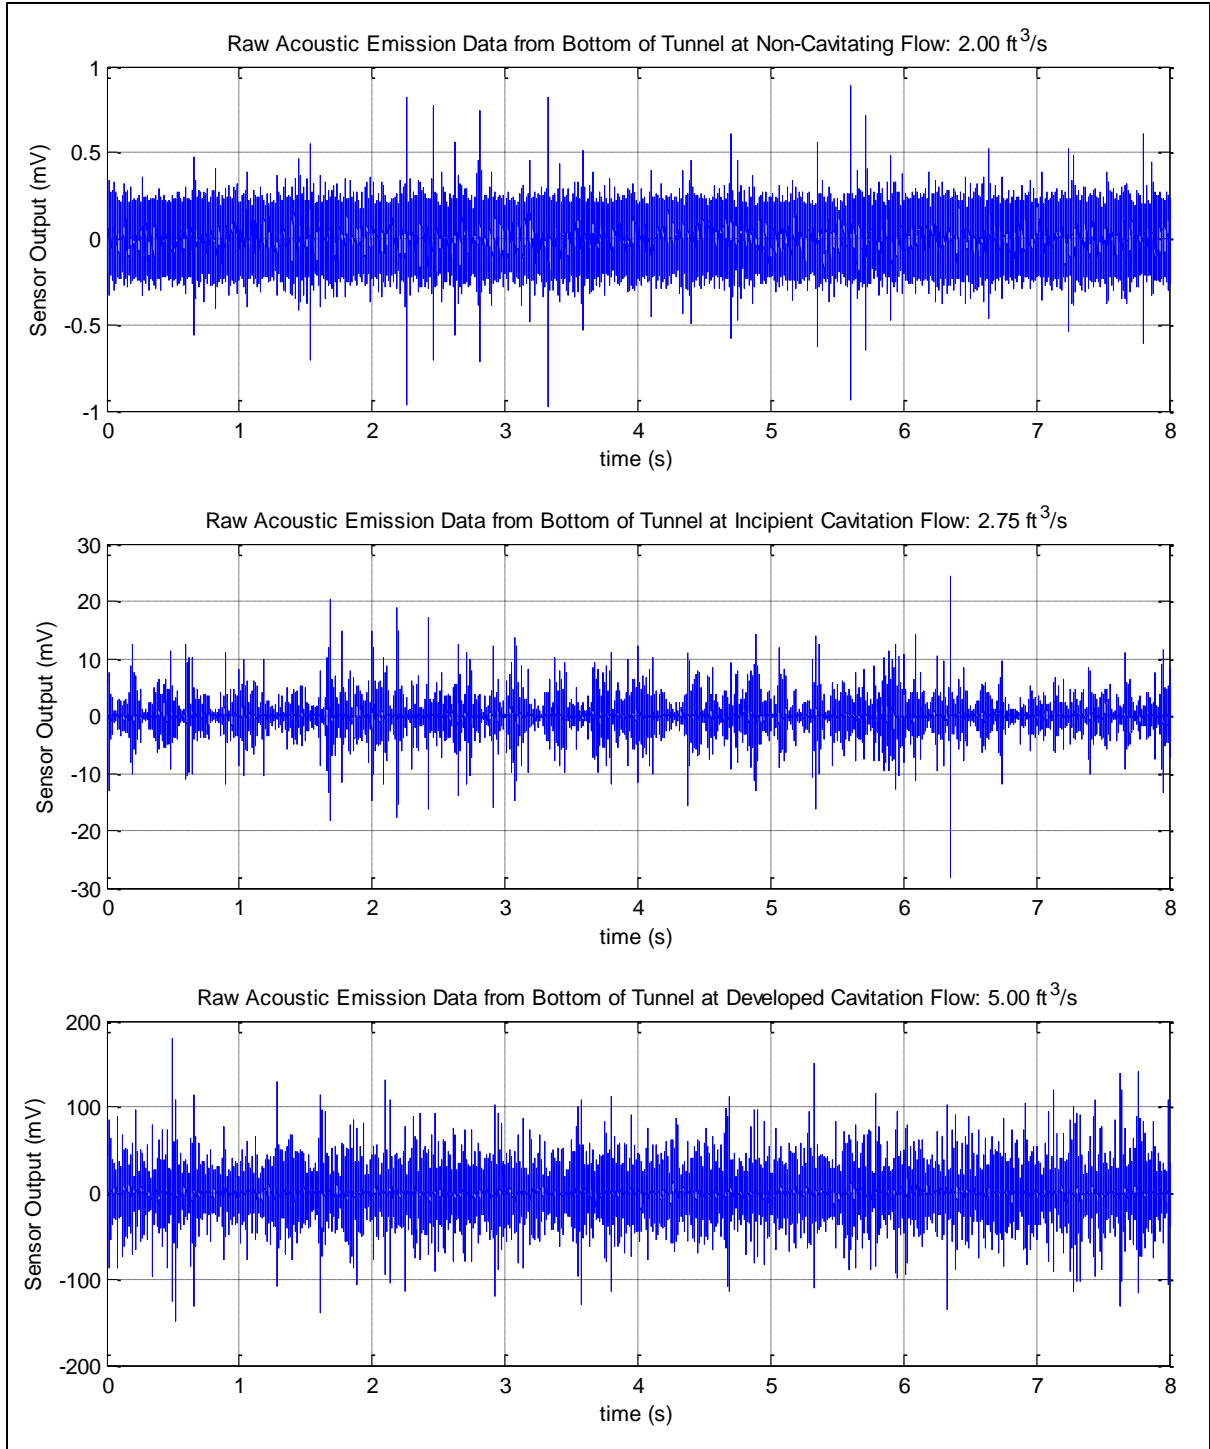 Raw Acoustic Emission Data from Bottom of Tunnel at Non-Cavitating Flow: 2.00 ft³/s
1
0.5
0
-0.5
-1
Sensor Output (mV)
0 1 2 3 4 5 6 7 8
time (s)
Raw Acoustic Emission Data from Bottom of Tunnel at Incipient Cavitation Flow: 2.75 ft³/s
30
20
10
0
-10
-20
-30
Sensor Output (mV)
0 1 2 3 4 5 6 7 8
time (s)
Raw Acoustic Emission Data from Bottom of Tunnel at Developed Cavitation Flow: 5.00 ft³/s
200
100
0
-100
-200
Sensor Output (mV)
0 1 2 3 4 5 6 7 8
time (s)